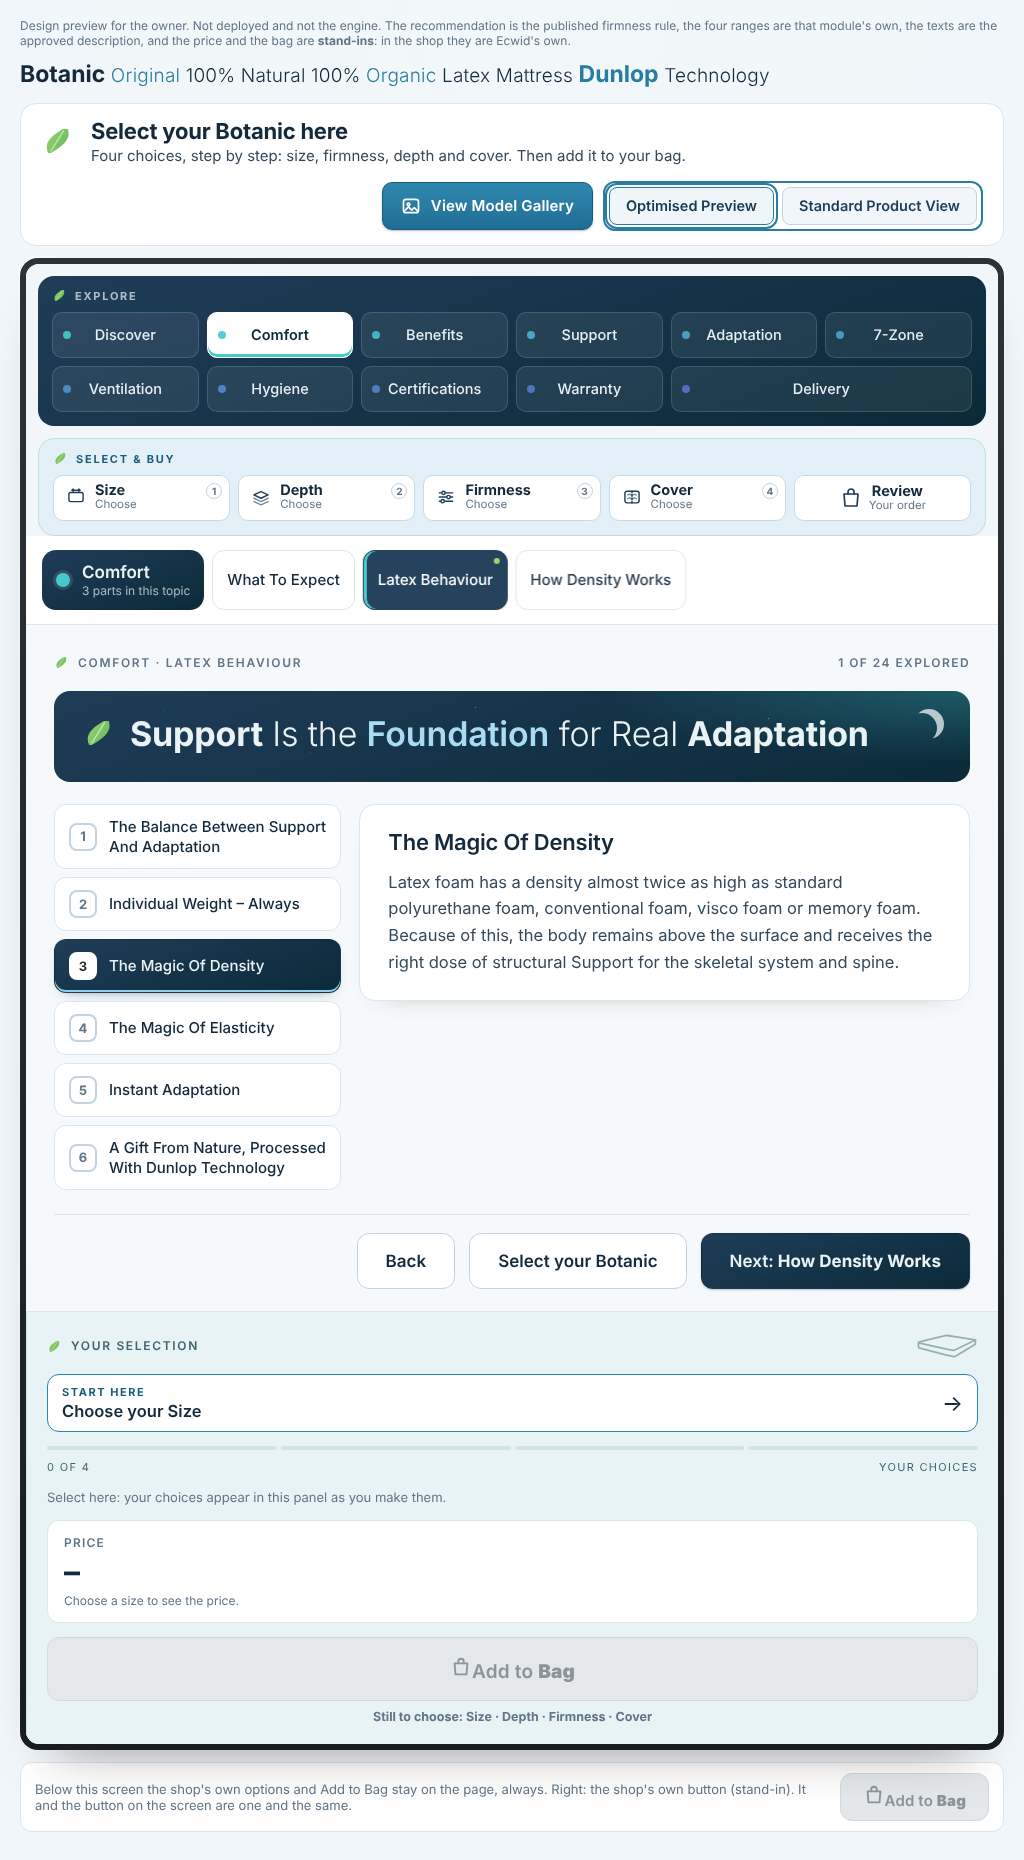 Design preview for the owner. Not deployed and not the engine. The recommendation is the published firmness rule, the four ranges are that module's own, the texts are the
approved description, and the price and the bag are stand-ins: in the shop they are Ecwid's own.
Botanic Original 100% Natural 100% Organic Latex Mattress Dunlop Technology
Select your Botanic here
Four choices, step by step: size, firmness, depth and cover. Then add it to your bag.
View Model Gallery
Optimised Preview
Standard Product View
EXPLORE
Discover
Comfort
Benefits
Support
Adaptation
7-Zone
Ventilation
Hygiene
Certifications
Warranty
Delivery
SELECT & BUY
Size
Choose
1
Depth
Choose
2
Firmness
Choose
3
Cover
Choose
4
Review
Your order
Comfort
3 parts in this topic
What To Expect
Latex Behaviour
How Density Works
COMFORT · LATEX BEHAVIOUR
1 OF 24 EXPLORED
Support Is the Foundation for Real Adaptation
1
The Balance Between Support
And Adaptation
2
Individual Weight – Always
3
The Magic Of Density
4
The Magic Of Elasticity
5
Instant Adaptation
6
A Gift From Nature, Processed
With Dunlop Technology
The Magic Of Density
Latex foam has a density almost twice as high as standard
polyurethane foam, conventional foam, visco foam or memory foam.
Because of this, the body remains above the surface and receives the
right dose of structural Support for the skeletal system and spine.
Back
Select your Botanic
Next: How Density Works
YOUR SELECTION
START HERE
Choose your Size
0 OF 4
YOUR CHOICES
Select here: your choices appear in this panel as you make them.
PRICE
–
Choose a size to see the price.
Add to Bag
Still to choose: Size · Depth · Firmness · Cover
Below this screen the shop's own options and Add to Bag stay on the page, always. Right: the shop's own button (stand-in). It
and the button on the screen are one and the same.
Add to Bag